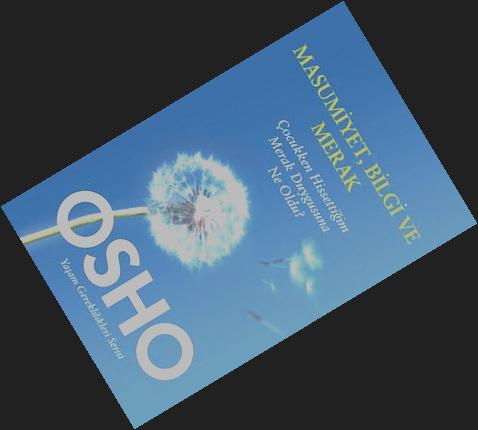 MASUMİYET, BİLGİ VE
MERAK
Çocukken Hissettiğim
Merak Duygusuna
Ne Oldu?
OSHO
Yaşam Gereklilikleri Serisi